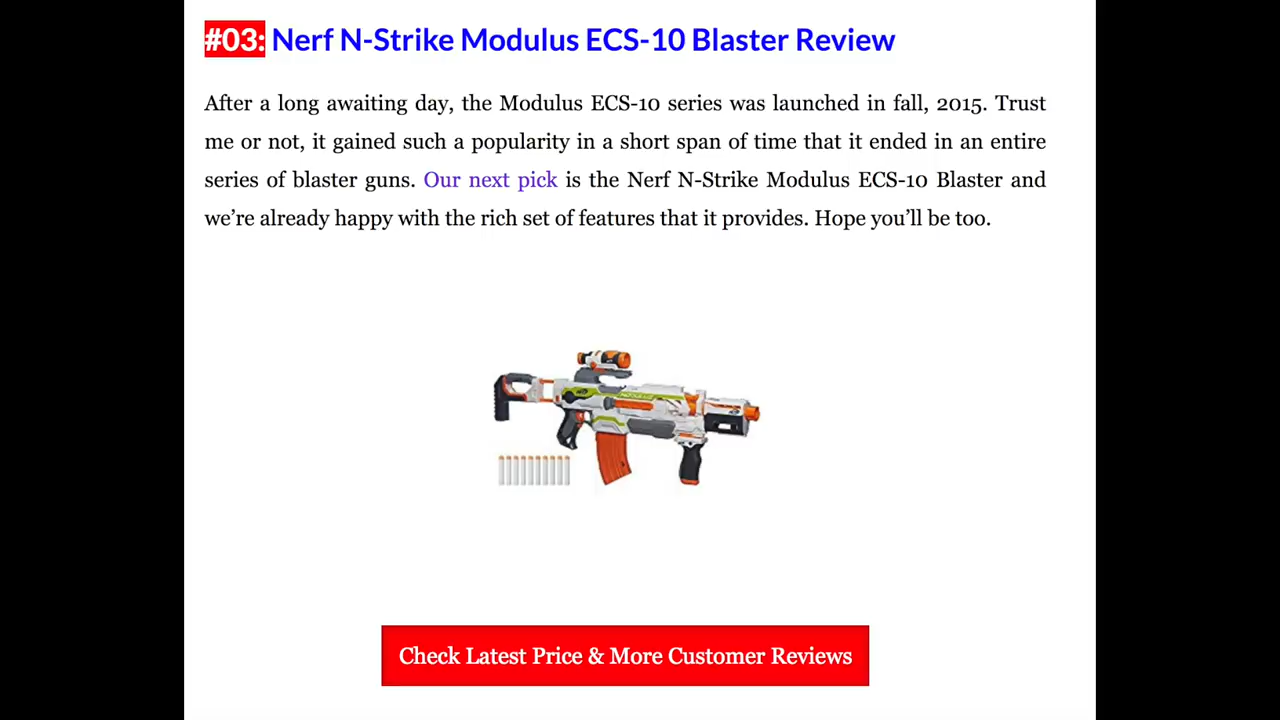 #03: Nerf N-Strike Modulus ECS-10 Blaster Review
After a long awaiting day, the Modulus ECS-10 series was launched in fall, 2015. Trust
me or not, it gained such a popularity in a short span of time that it ended in an entire
series of blaster guns. Our next pick is the Nerf N-Strike Modulus ECS-10 Blaster and
we’re already happy with the rich set of features that it provides. Hope you’ll be too.
Check Latest Price & More Customer Reviews